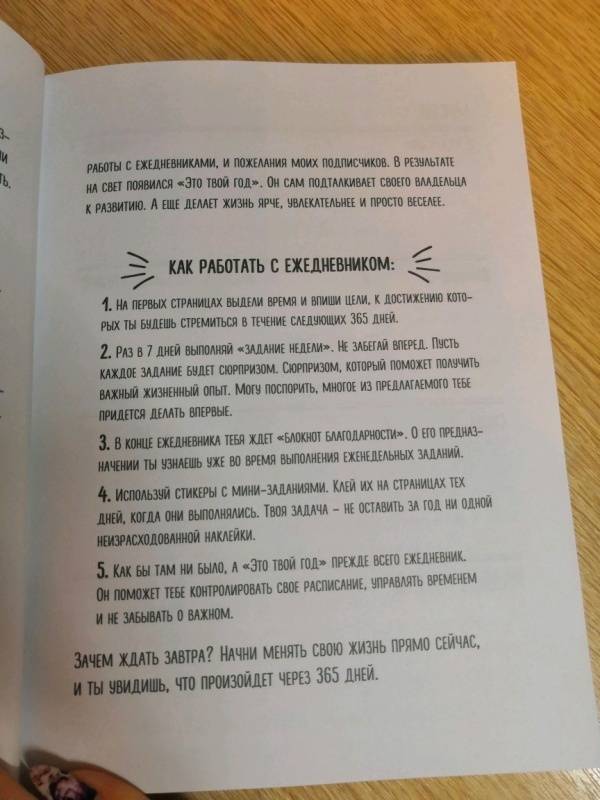 З-
И
ТЬ.
РАБОТЫ С ЕЖЕДНЕВНИКАМИ, И ПОЖЕЛАНИЯ МОИХ ПОДПИСЧИКОВ. В РЕЗУЛЬТАТЕ
НА СВЕТ ПОЯВИЛСЯ «ЭТО ТВОЙ ГОД». ОН САМ ПОДТАЛКИВАЕТ СВОЕГО ВЛАДЕЛЬЦА
К РАЗВИТИЮ. А ЕЩЕ ДЕЛАЕТ ЖИЗНЬ ЯРЧЕ, УВЛЕКАТЕЛЬНЕЕ И ПРОСТО ВЕСЕЛЕЕ.
КАК РАБОТАТЬ С ЕЖЕДНЕВНИКОМ:
1. НА ПЕРВЫХ СТРАНИЦАХ ВЫДЕЛИ ВРЕМЯ И ВПИШИ ЦЕЛИ, К ДОСТИЖЕНИЮ КОТО-
РЫХ ТЫ БУДЕШЬ СТРЕМИТЬСЯ В ТЕЧЕНИЕ СЛЕДУЮЩИХ 365 ДНЕЙ.
2. РАЗ В 7 ДНЕЙ ВЫПОЛНЯЙ «ЗАДАНИЕ НЕДЕЛИ». НЕ ЗАБЕГАЙ ВПЕРЕД. ПУСТЬ
КАЖДОЕ ЗАДАНИЕ БУДЕТ СЮРПРИЗОМ. СЮРПРИЗОМ, КОТОРЫЙ ПОМОЖЕТ ПОЛУЧИТЬ
ВАЖНЫЙ ЖИЗНЕННЫЙ ОПЫТ. МОГУ ПОСПОРИТЬ, МНОГОЕ ИЗ ПРЕДЛАГАЕМОГО ТЕБЕ
ПРИДЕТСЯ ДЕЛАТЬ ВПЕРВЫЕ.
3. В КОНЦЕ ЕЖЕДНЕВНИКА ТЕБЯ ЖДЕТ «БЛОКНОТ БЛАГОДАРНОСТИ». О ЕГО ПРЕДНАЗ-
НАЧЕНИИ ТЫ УЗНАЕШЬ УЖЕ ВО ВРЕМЯ ВЫПОЛНЕНИЯ ЕЖЕНЕДЕЛЬНЫХ ЗАДАНИЙ.
4. ИСПОЛЬЗУЙ СТИКЕРЫ С МИНИ-ЗАДАНИЯМИ. КЛЕЙ ИХ НА СТРАНИЦАХ ТЕХ
ДНЕЙ, КОГДА ОНИ ВЫПОЛНЯЛИСЬ. ТВОЯ ЗАДАЧА – НЕ ОСТАВИТЬ ЗА ГОД НИ ОДНОЙ
НЕИЗРАСХОДОВАННОЙ НАКЛЕЙКИ.
5. КАК БЫ ТАМ НИ БЫЛО, А «ЭТО ТВОЙ ГОД» ПРЕЖДЕ ВСЕГО ЕЖЕДНЕВНИК.
ОН ПОМОЖЕТ ТЕБЕ КОНТРОЛИРОВАТЬ СВОЕ РАСПИСАНИЕ, УПРАВЛЯТЬ ВРЕМЕНЕМ
И НЕ ЗАБЫВАТЬ О ВАЖНОМ.
ЗАЧЕМ ЖДАТЬ ЗАВТРА? НАЧНИ МЕНЯТЬ СВОЮ ЖИЗНЬ ПРЯМО СЕЙЧАС,
И ТЫ УВИДИШЬ, ЧТО ПРОИЗОЙДЕТ ЧЕРЕЗ 365 ДНЕЙ.